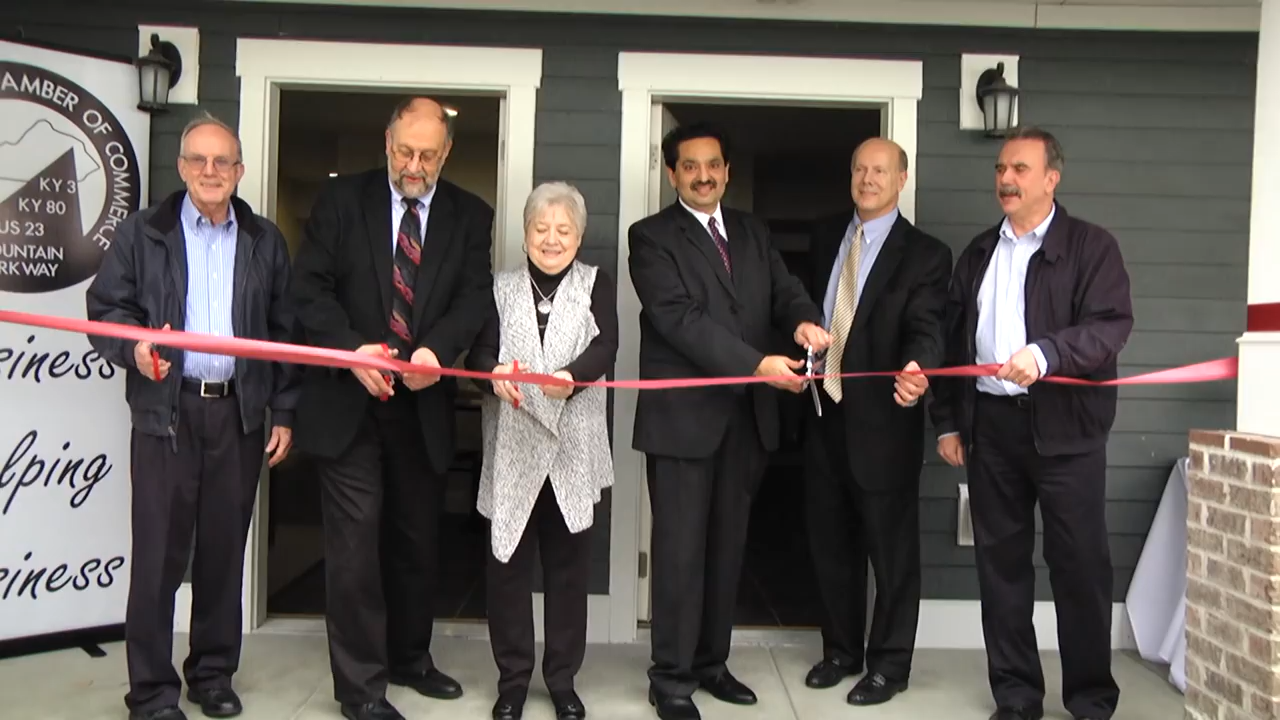 AMBER OF COMMERCE
KY 3
KY 80
US 23
OUNTAIN
RKWAY
siness
lping
siness